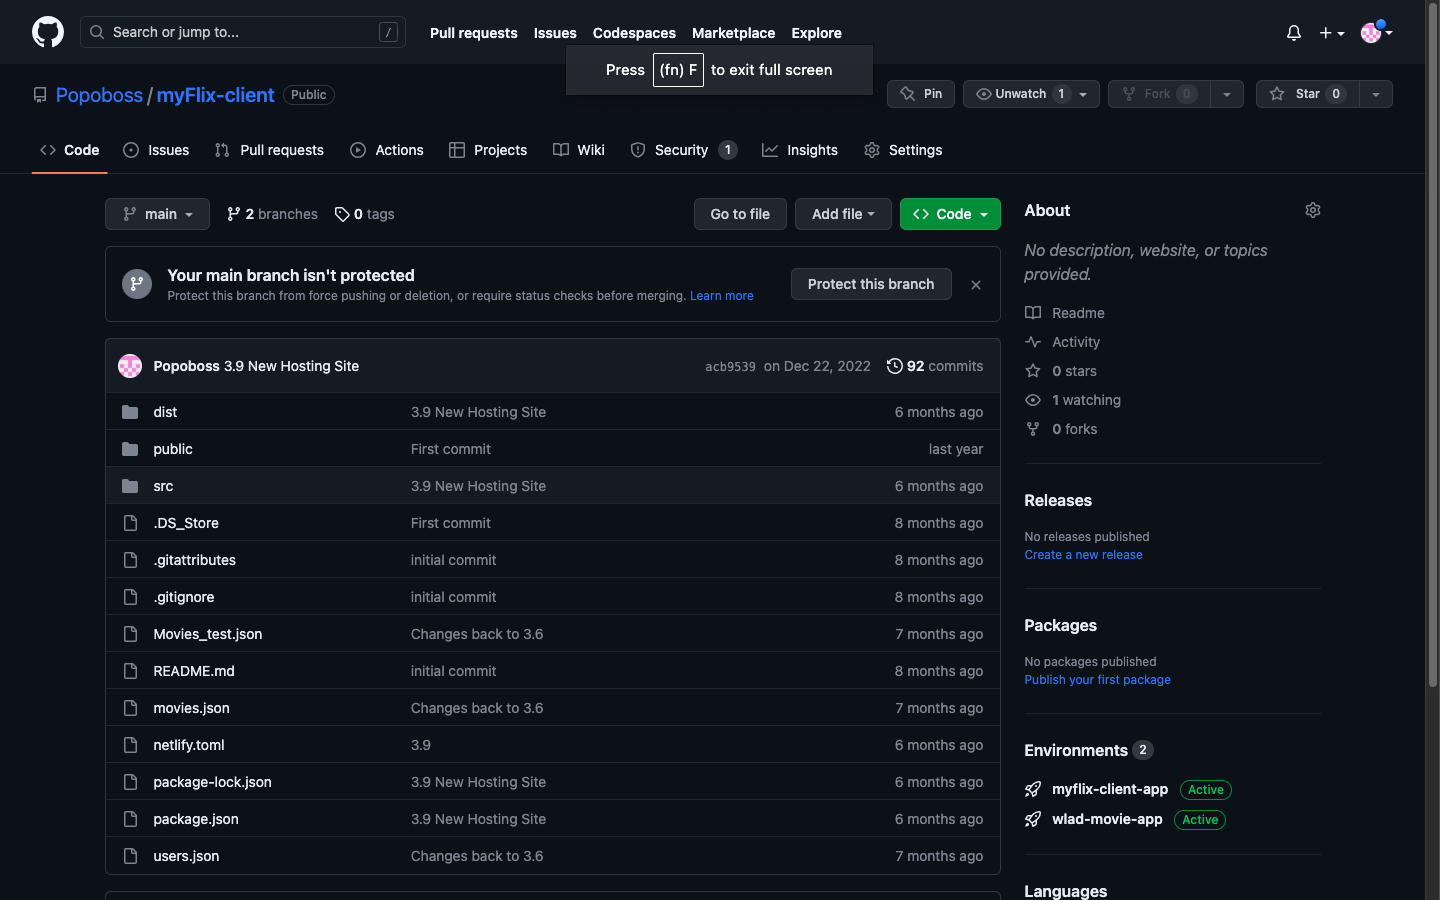 Search or jump to...
/
Pull requests
Issues
Codespaces
Marketplace
Explore
Press (fn) F to exit full screen
Popoboss / myFlix-client
Public
Pin
Unwatch 1
Fork 0
Star 0
Code
Issues
Pull requests
Actions
Projects
Wiki
Security 1
Insights
Settings
main
2 branches
0 tags
Go to file
Add file
Code
Your main branch isn't protected
Protect this branch from force pushing or deletion, or require status checks before merging. Learn more
Protect this branch
Popoboss 3.9 New Hosting Site
acb9539 on Dec 22, 2022
92 commits
dist 3.9 New Hosting Site 6 months ago
public First commit last year
src 3.9 New Hosting Site 6 months ago
.DS_Store First commit 8 months ago
.gitattributes initial commit 8 months ago
.gitignore initial commit 8 months ago
Movies_test.json Changes back to 3.6 7 months ago
README.md initial commit 8 months ago
movies.json Changes back to 3.6 7 months ago
netlify.toml 3.9 6 months ago
package-lock.json 3.9 New Hosting Site 6 months ago
package.json 3.9 New Hosting Site 6 months ago
users.json Changes back to 3.6 7 months ago
About
No description, website, or topics
provided.
Readme
Activity
0 stars
1 watching
0 forks
Releases
No releases published
Create a new release
Packages
No packages published
Publish your first package
Environments 2
myflix-client-app Active
wlad-movie-app Active
Languages